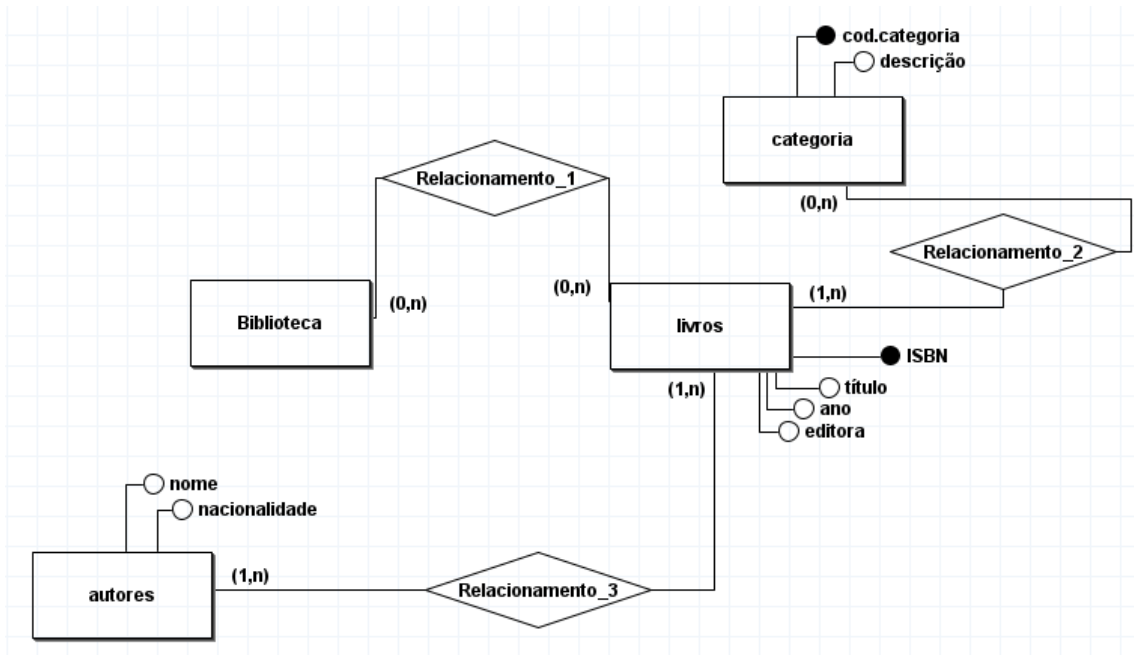 cod.categoria
descrição
categoria
Relacionamento_1
(0,n)
Relacionamento_2
(0,n)
(0,n)
(1,n)
Biblioteca
livros
ISBN
(1,n)
título
ano
editora
nome
nacionalidade
(1,n)
autores
Relacionamento_3